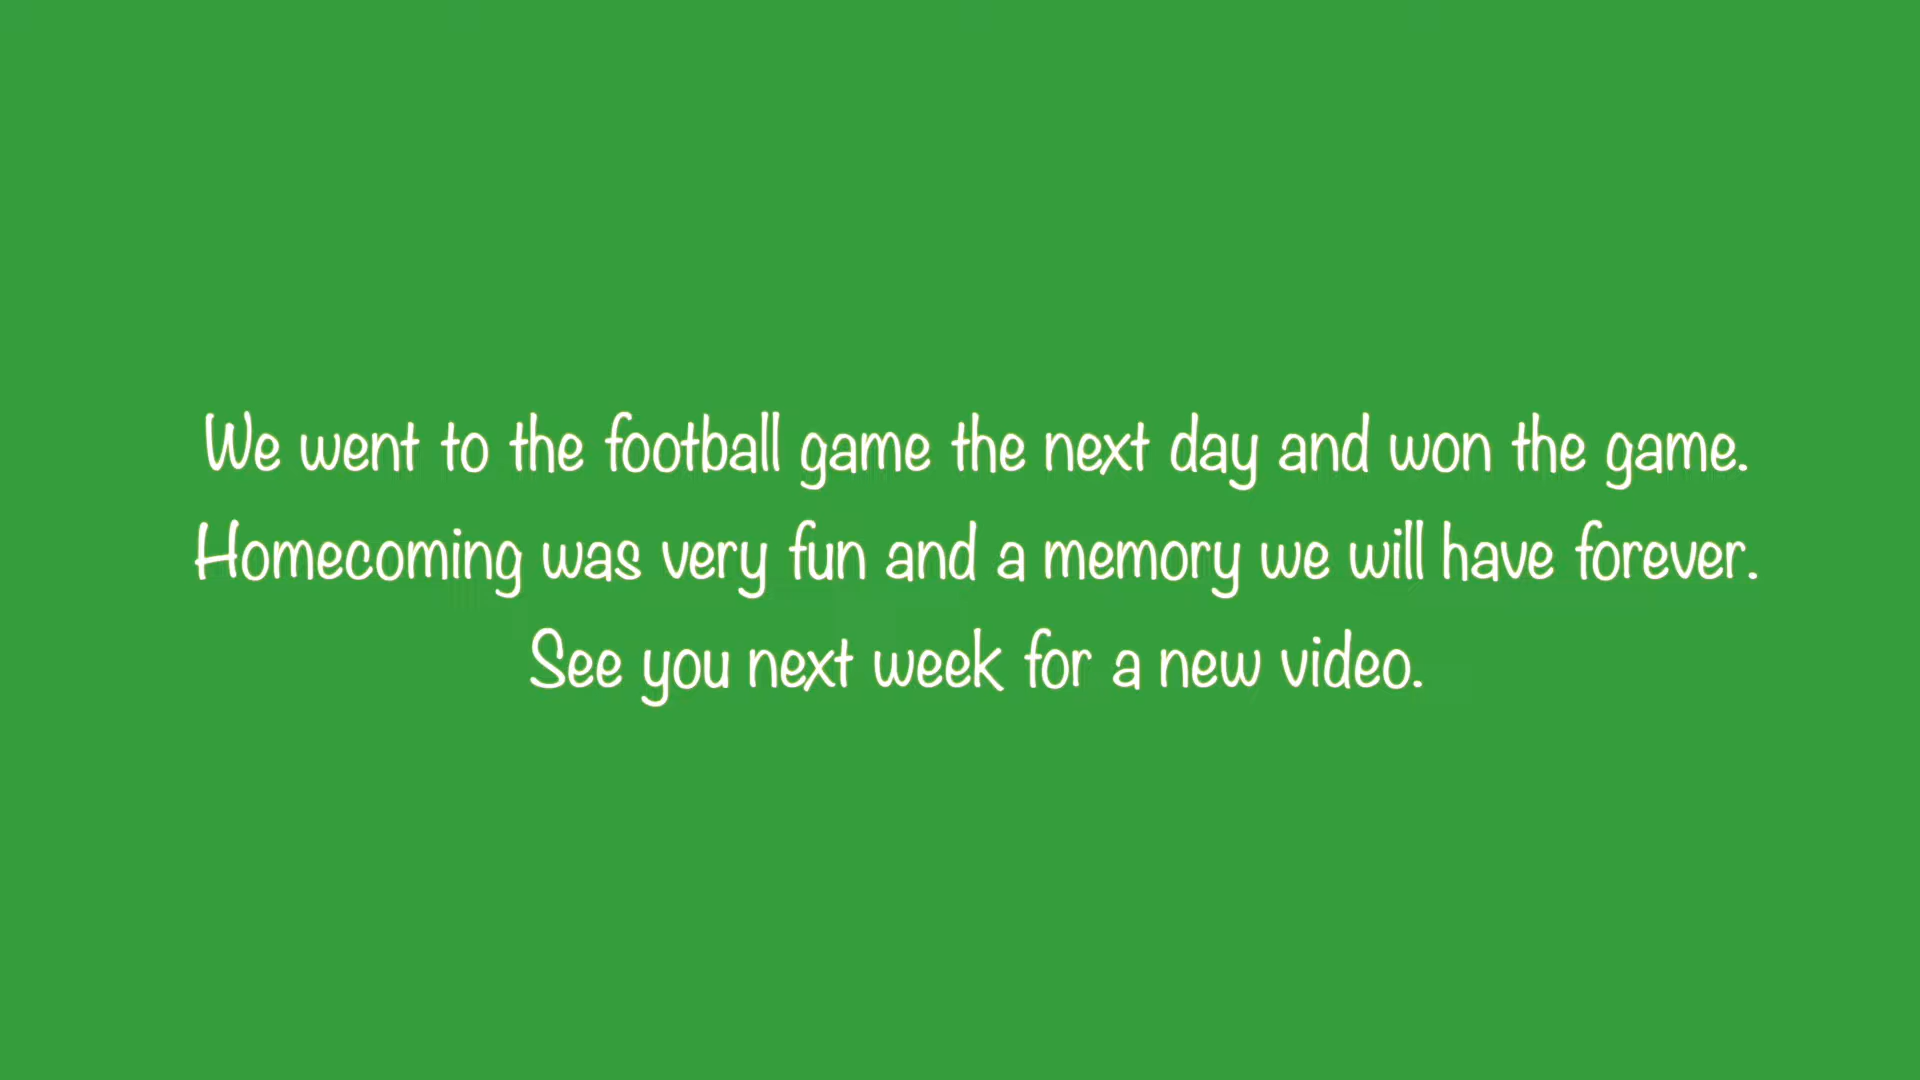 We went to the football game the next day and won the game.
Homecoming was very fun and a memory we will have forever.
See you next week for a new video.